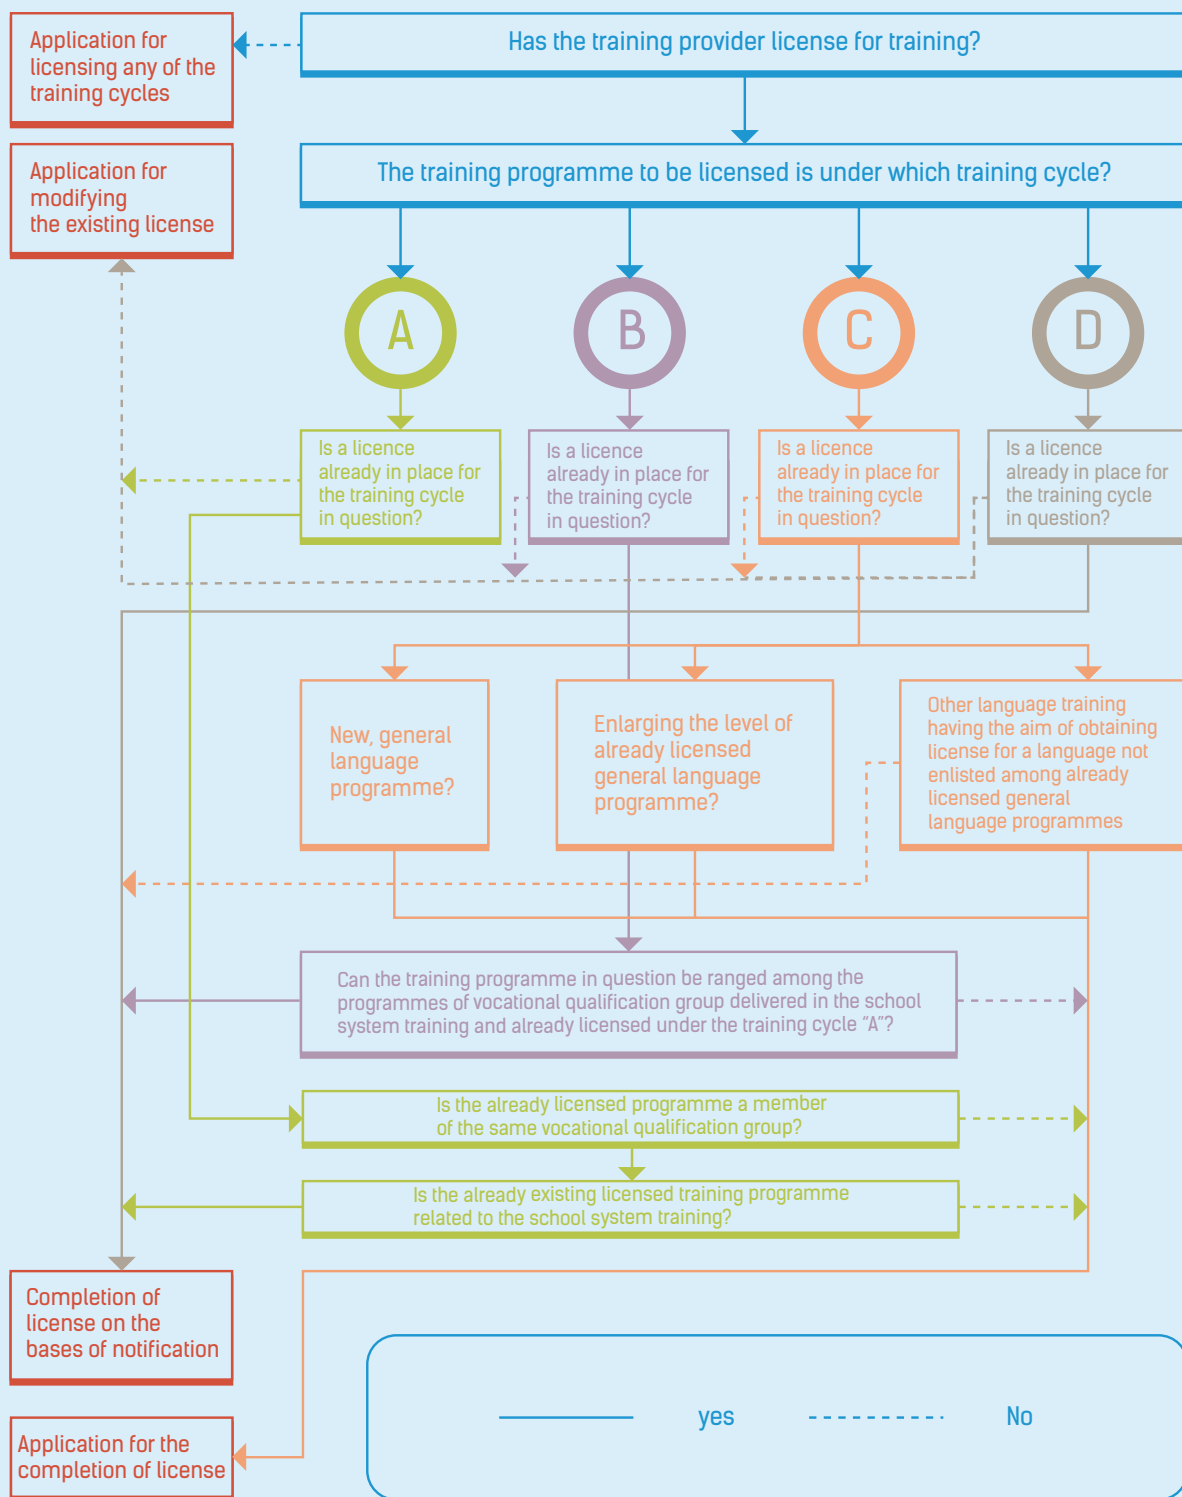 Application for
licensing any of the
training cycles
Has the training provider license for training?
Application for
modifying
the existing license
The training programme to be licensed is under which training cycle?
A
B
C
D
Is a licence
already in place for
the training cycle
in question?
Is a licence
already in place for
the training cycle
in question?
Is a licence
already in place for
the training cycle
in question?
Is a licence
already in place for
the training cycle
in question?
New, general
language
programme?
Enlarging the level of
already licensed
general language
programme?
Other language training
having the aim of obtaining
license for a language not
enlisted among already
licensed general
language programmes
Can the training programme in question be ranged among the
programmes of vocational qualification group delivered in the school
system training and already licensed under the training cycle “A”?
Is the already licensed programme a member
of the same vocational qualification group?
Is the already existing licensed training programme
related to the school system training?
Completion of
license on the
bases of notification
Application for the
completion of license
yes
No